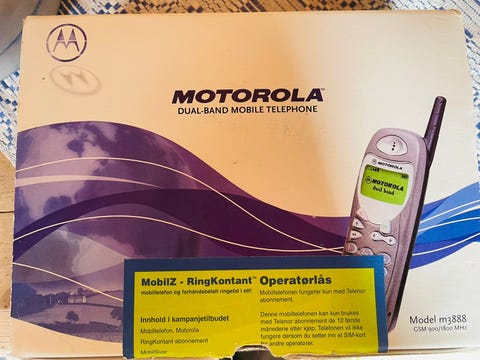 MOTOROLA
DUAL-BAND MOBILE TELEPHONE
MOTOROLA
MOTOROLA
dual band
MobilZ - RingKontant™
mobiltelefon og forhåndsbetalt ringetid i ett!
Innhold i kampanjetilbudet
Mobiltelefon, Motorola
RingKontant abonnement
MobilSvar
Operatørlås
Mobiltelefonen fungerer kun med Telenor
abonnement.
Denne mobiltelefonen kan kun brukes
med Telenor abonnement de 12 første
månedene etter kjøp. Telefonen vil ikke
fungere dersom du setter inn et SIM-kort
fra andre operatører.
Model m3888
GSM 900/1800 MHz